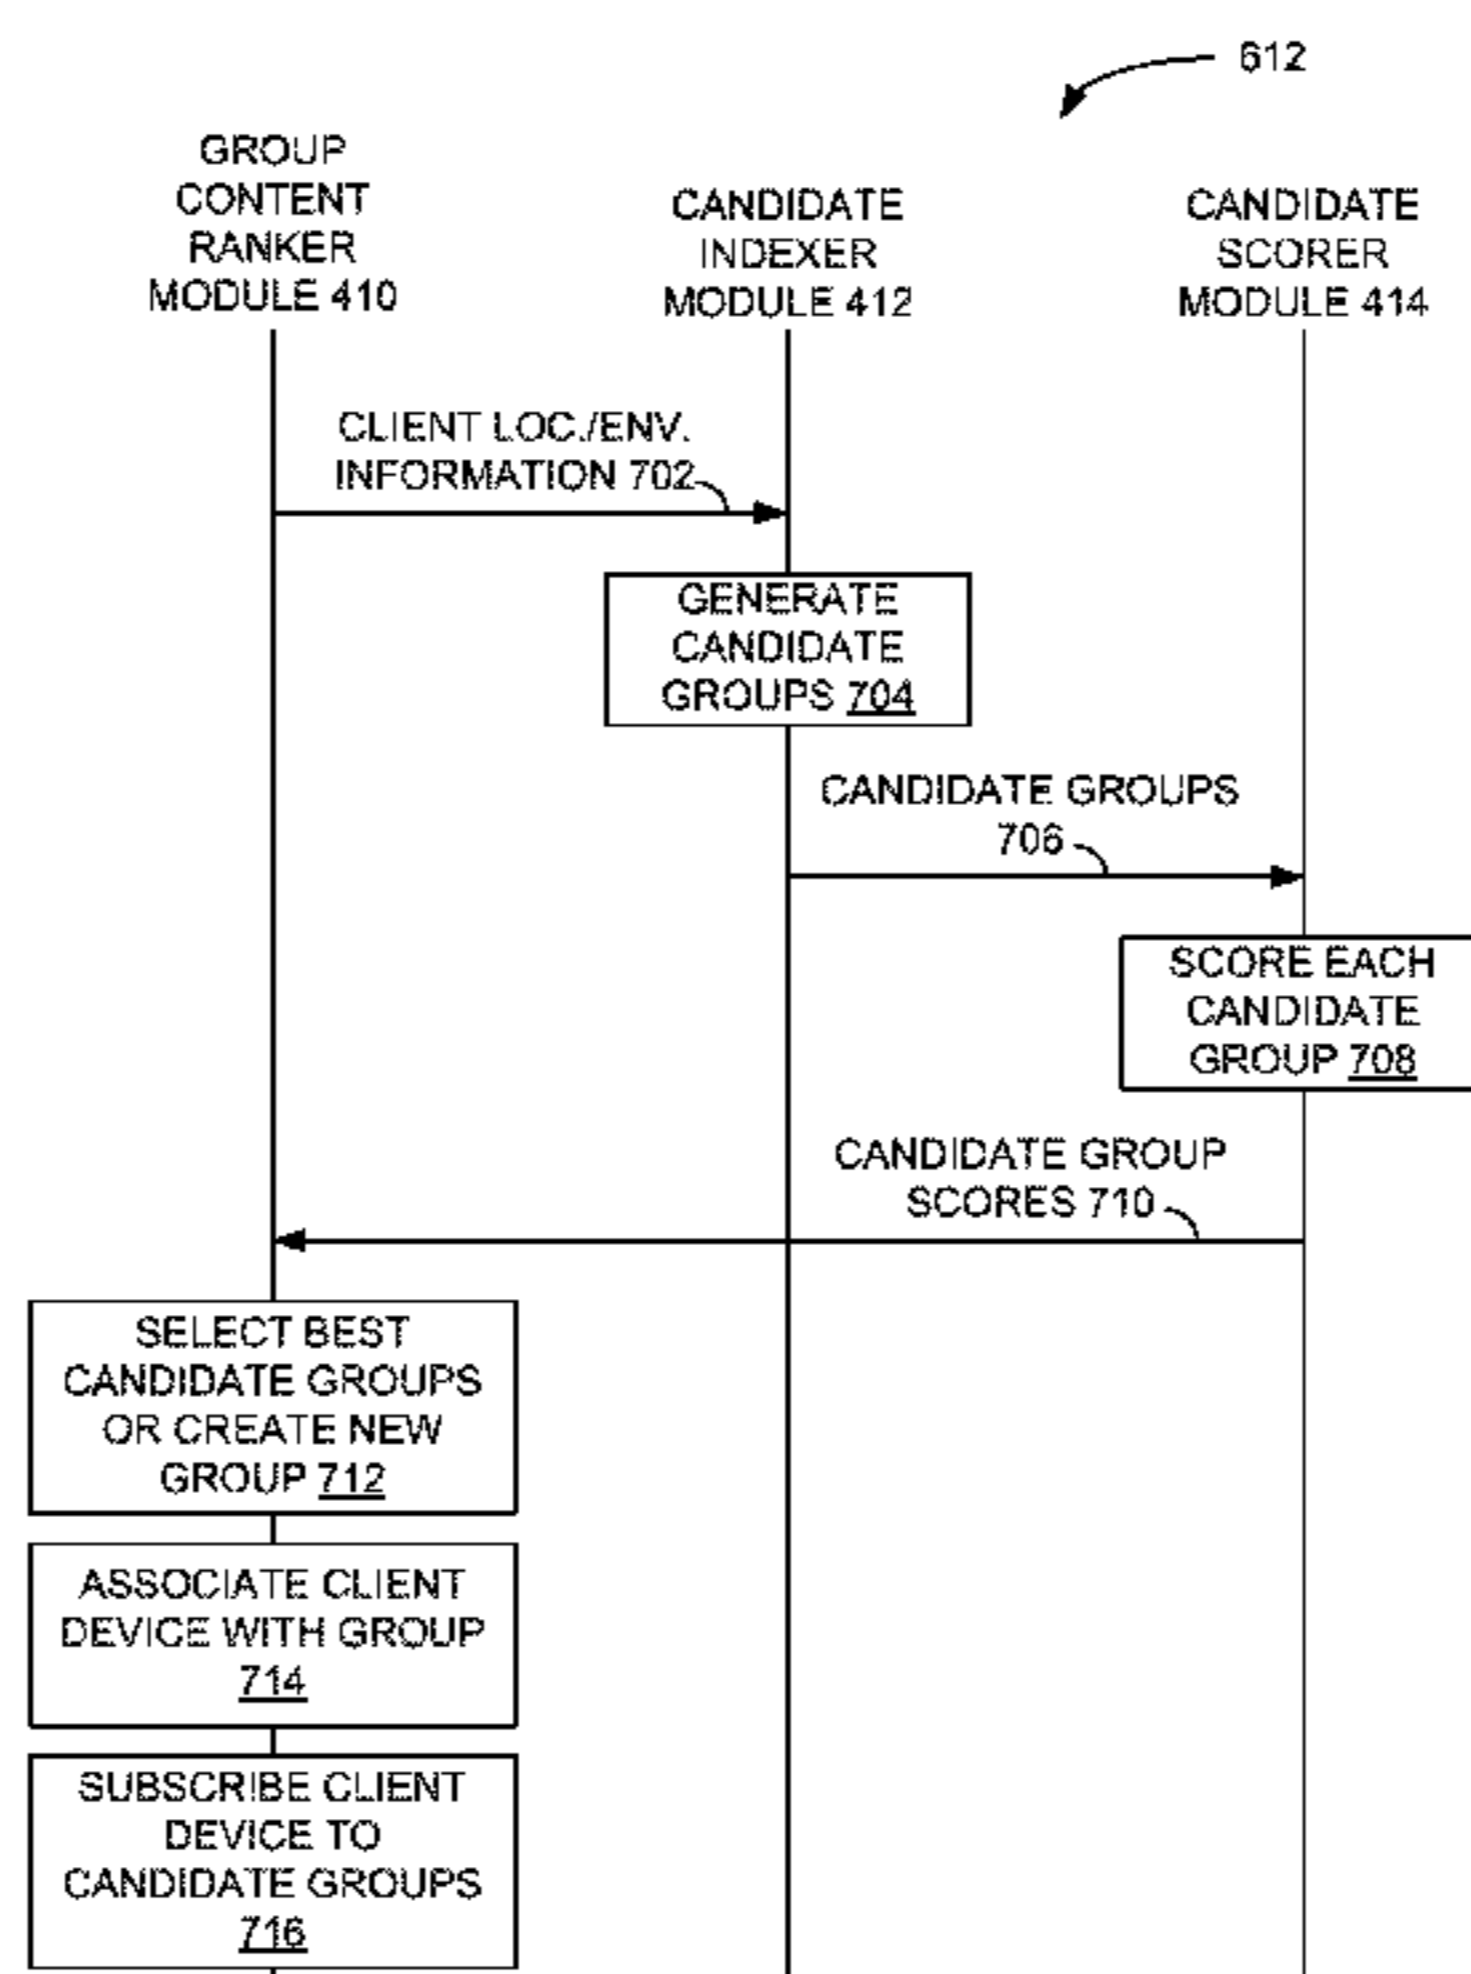 612
GROUP
CONTENT
RANKER
MODULE 410
CANDIDATE
INDEXER
MODULE 412
CANDIDATE
SCORER
MODULE 414
CLIENT LOC./ENV.
INFORMATION 702
GENERATE
CANDIDATE
GROUPS 704
CANDIDATE GROUPS
706
SCORE EACH
CANDIDATE
GROUP 708
CANDIDATE GROUP
SCORES 710
SELECT BEST
CANDIDATE GROUPS
OR CREATE NEW
GROUP 712
ASSOCIATE CLIENT
DEVICE WITH GROUP
714
SUBSCRIBE CLIENT
DEVICE TO
CANDIDATE GROUPS
716